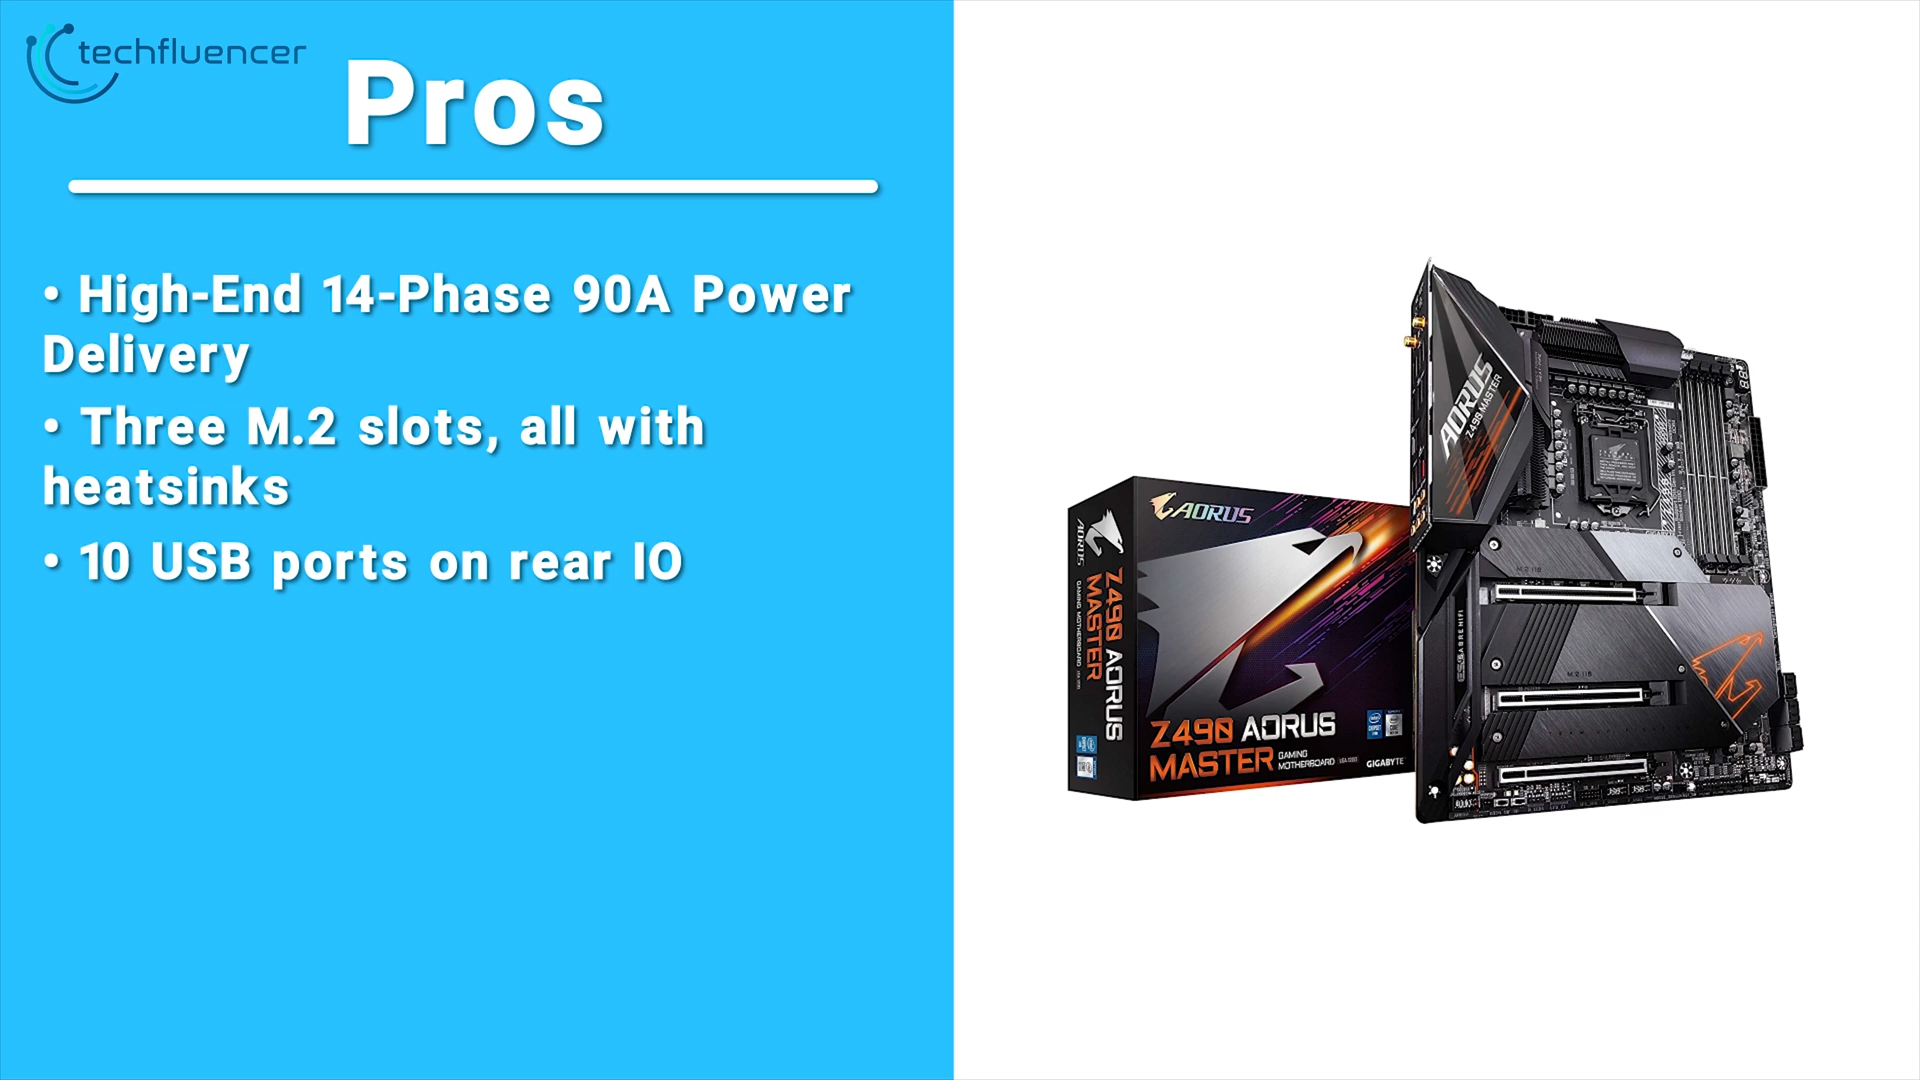 techfluencer
Pros
• High-End 14-Phase 90A Power
Delivery
• Three M.2 slots, all with
heatsinks
• 10 USB ports on rear IO
AORUS
Z490 AORUS
MASTER
GAMING
MOTHERBOARD
GIGABYTE
AORUS
Z490 AORUS
MASTER
GAMING MOTHERBOARD
AORUS
Z490 MASTER